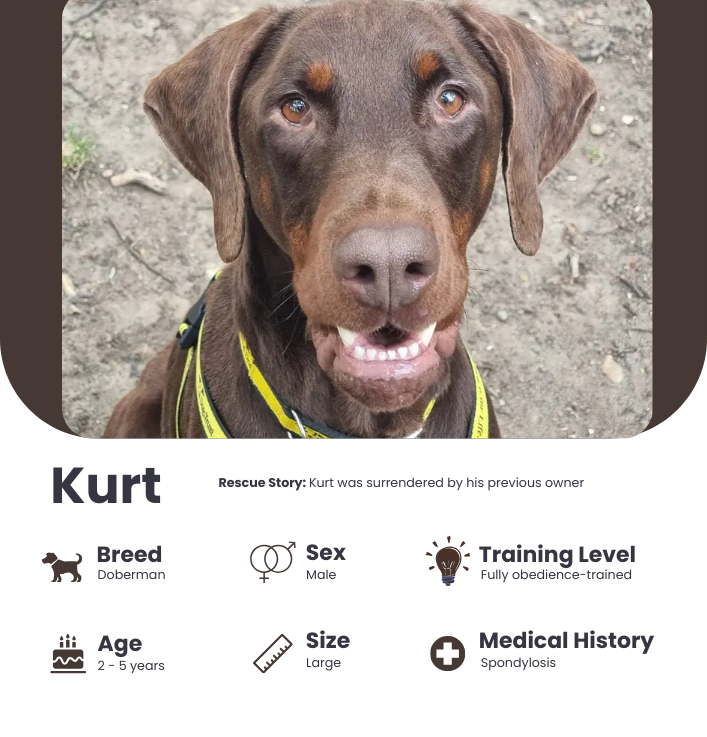 Kurt
Rescue Story: Kurt was surrendered by his previous owner
Breed
Doberman
Sex
Male
Training Level
Fully obedience-trained
Age
2 - 5 years
Size
Large
Medical History
Spondylosis